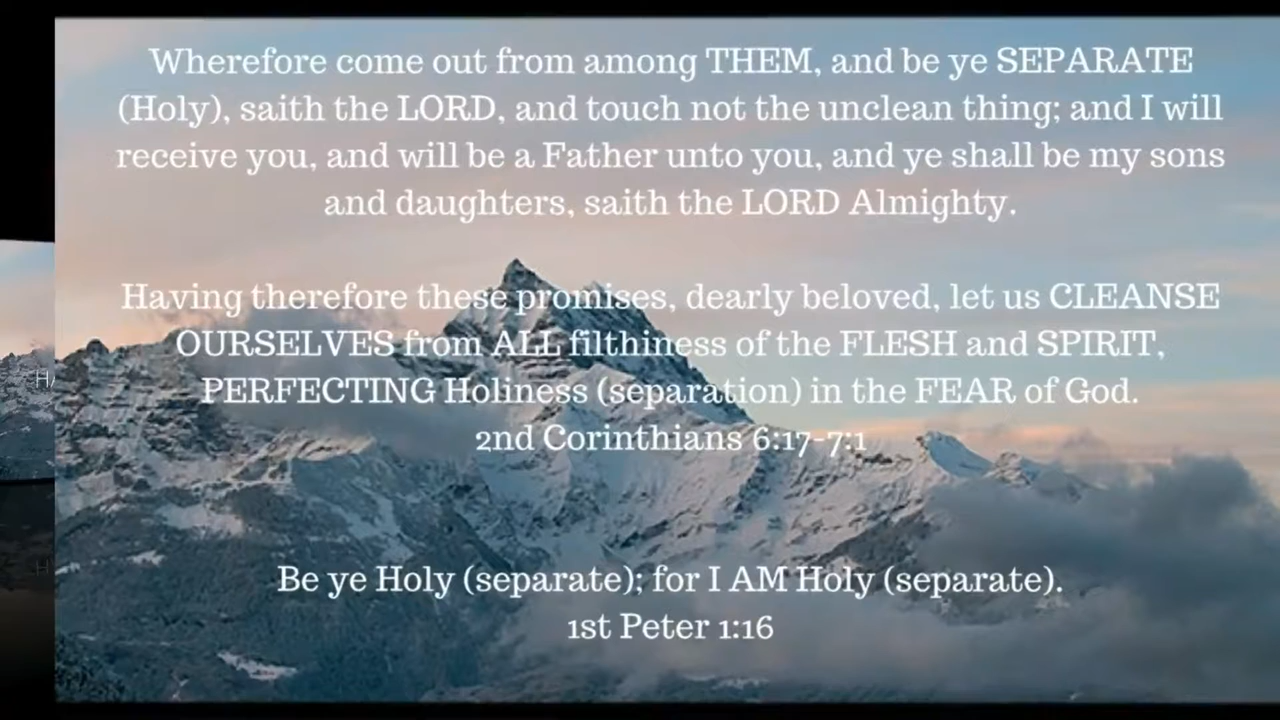 Wherefore come out from among THEM, and be ye SEPARATE
(Holy), saith the LORD, and touch not the unclean thing; and I will
receive you, and will be a Father unto you, and ye shall be my sons
and daughters, saith the LORD Almighty.
Having therefore these promises, dearly beloved, let us CLEANSE
OURSELVES from ALL filthiness of the FLESH and SPIRIT,
PERFECTING Holiness (separation) in the FEAR of God.
2nd Corinthians 6:17-7:1
Be ye Holy (separate); for I AM Holy (separate).
1st Peter 1:16